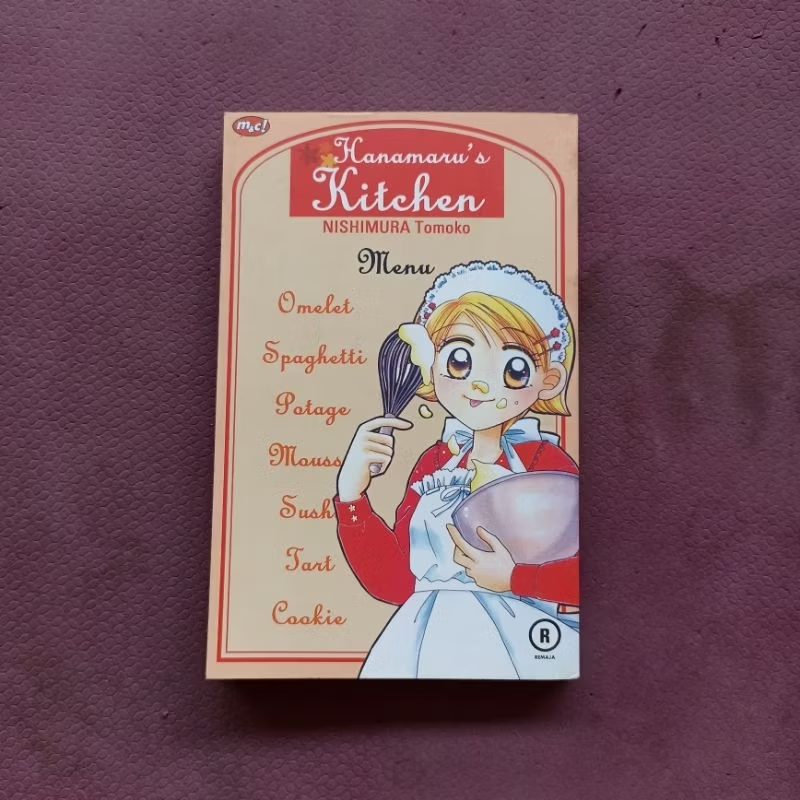 m&c!
Hanamaru's
Kitchen
NISHIMURA Tomoko
Menu
Omelet
Spaghetti
Potage
Mouss
Sush
Tart
Cookie
R
REMAJA